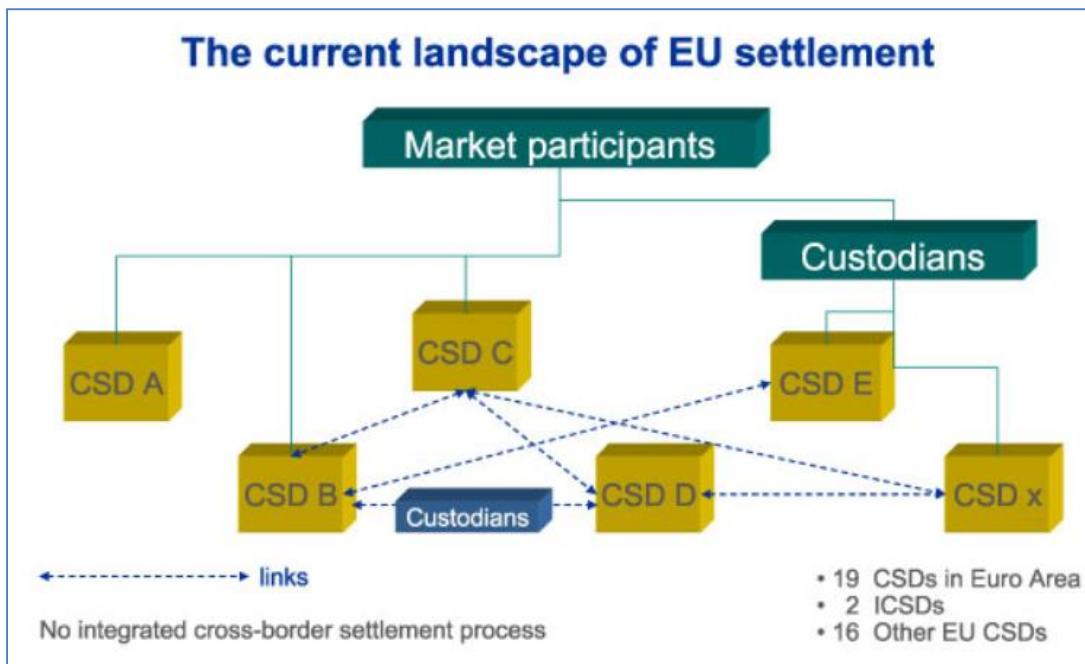 The current landscape of EU settlement
Market participants
Custodians
CSD A
CSD C
CSD E
CSD B
Custodians
CSD D
CSD x
links
No integrated cross-border settlement process
• 19 CSDs in Euro Area
• 2 ICSDs
• 16 Other EU CSDs